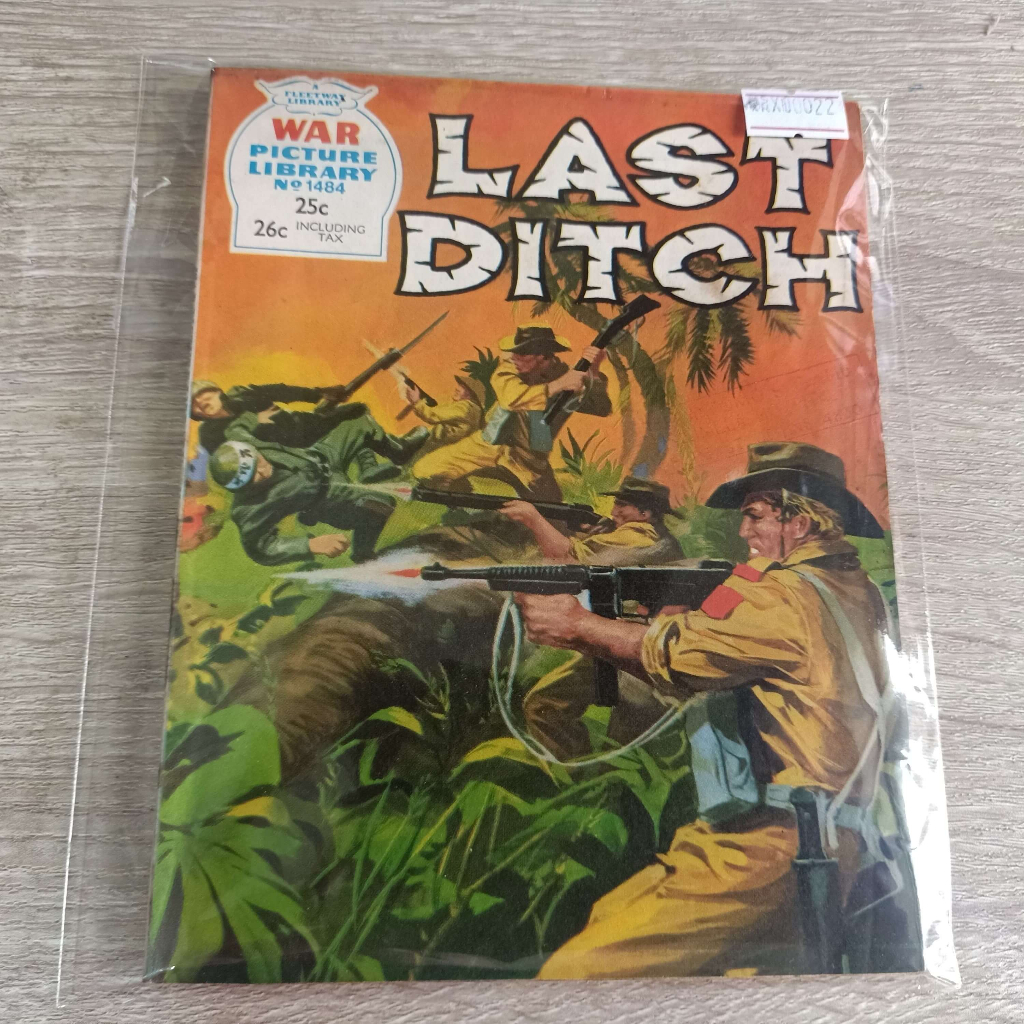 A
FLEETWAY
LIBRARY
WAR
PICTURE
LIBRARY
Nº 1484
25c
26c INCLUDING
TAX
LAST
DITCH